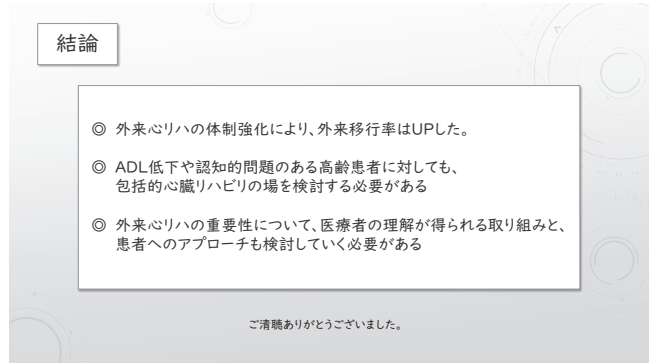 結論
◎ 外来心リハの体制強化により、外来移行率はUPした。
◎ ADL低下や認知的問題のある高齢患者に対しても、
包括的心臓リハビリの場を検討する必要がある
◎ 外来心リハの重要性について、医療者の理解が得られる取り組みと、
患者へのアプローチも検討していく必要がある
ご清聴ありがとうございました。